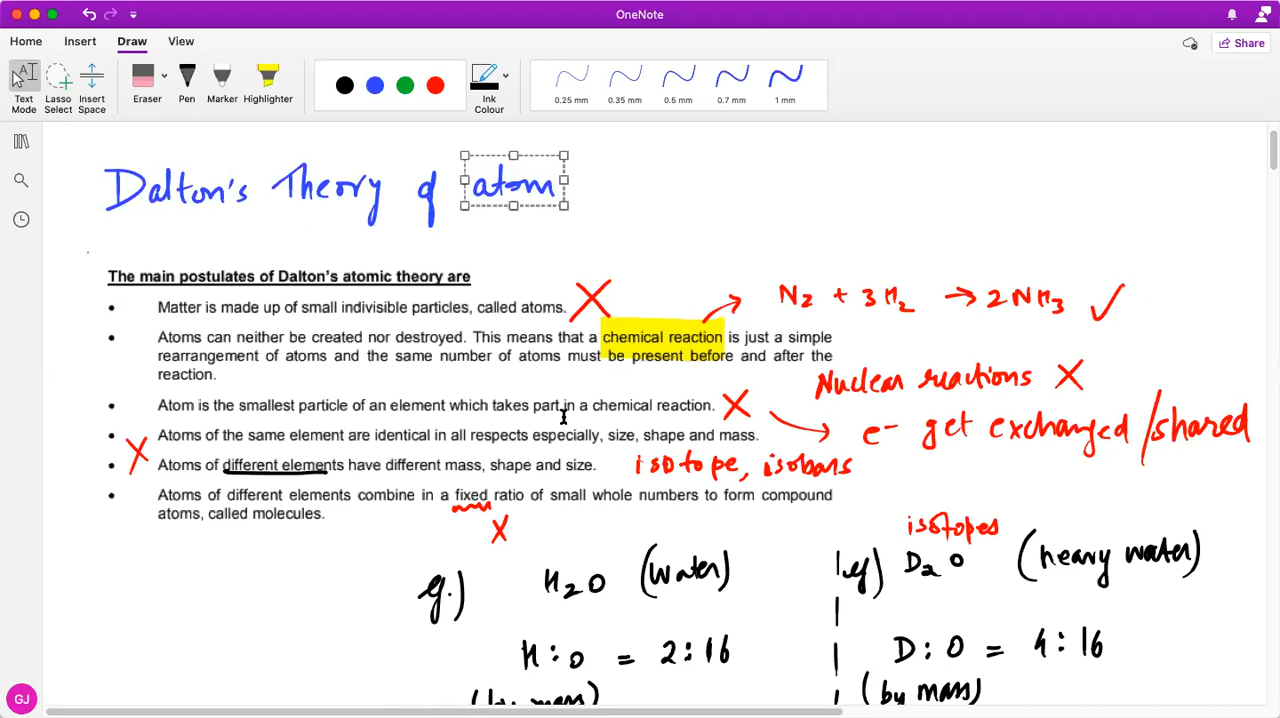 OneNote
Home Insert Draw View
Share
Text Mode
Lasso Select
Insert Space
Eraser
Pen
Marker
Highlighter
Ink Colour
0.25 mm
0.35 mm
0.5 mm
0.7 mm
1 mm
Dalton's Theory of atom
The main postulates of Dalton's atomic theory are
• Matter is made up of small indivisible particles, called atoms. X
N2 + 3H2 → 2NH3 ✓
• Atoms can neither be created nor destroyed. This means that a chemical reaction is just a simple
rearrangement of atoms and the same number of atoms must be present before and after the
reaction.
Nuclear reactions X
• Atom is the smallest particle of an element which takes part in a chemical reaction. X
e- get exchanged/shared
• Atoms of the same element are identical in all respects especially, size, shape and mass.
X
• Atoms of different elements have different mass, shape and size. isotope, isobars
• Atoms of different elements combine in a fixed ratio of small whole numbers to form compound
atoms, called molecules.
X
isotopes
eg.) H2O (water)
eg) D2O (heavy water)
H : O = 2 : 16
D : O = 4 : 16
(by mass)
(by mass)
GJ